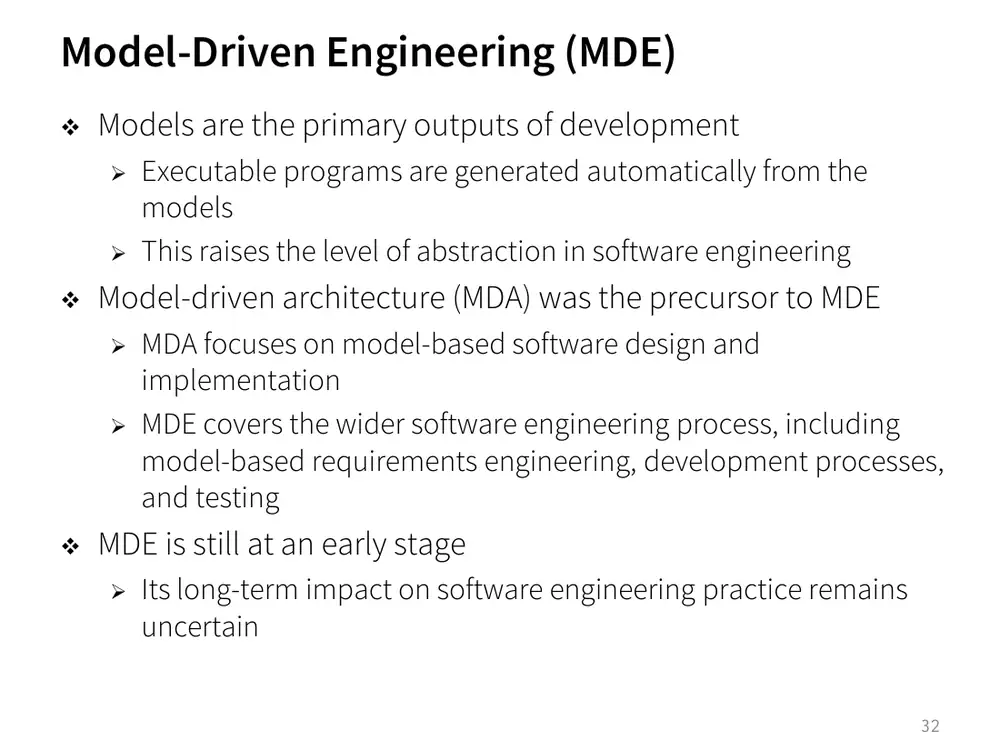 Model-Driven Engineering (MDE)
❖ Models are the primary outputs of development
➢ Executable programs are generated automatically from the
models
➢ This raises the level of abstraction in software engineering
❖ Model-driven architecture (MDA) was the precursor to MDE
➢ MDA focuses on model-based software design and
implementation
➢ MDE covers the wider software engineering process, including
model-based requirements engineering, development processes,
and testing
❖ MDE is still at an early stage
➢ Its long-term impact on software engineering practice remains
uncertain
32